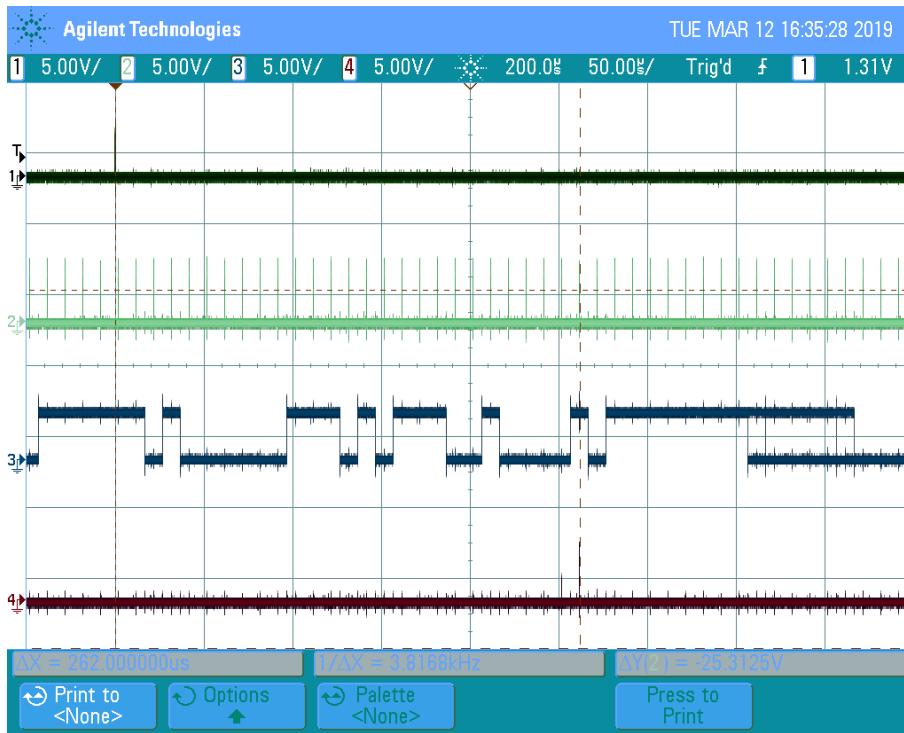 Agilent Technologies TUE MAR 12 16:35:28 2019
1 5.00V/ 2 5.00V/ 3 5.00V/ 4 5.00V/ 200.0µs 50.00µs/ Trig'd 1 1.31V
T
1
2
3
4
ΔX = 262.000000us 1/ΔX = 3.8168kHz ΔY(2) = -25.3125V
Print to <None> Options Palette <None> Press to Print